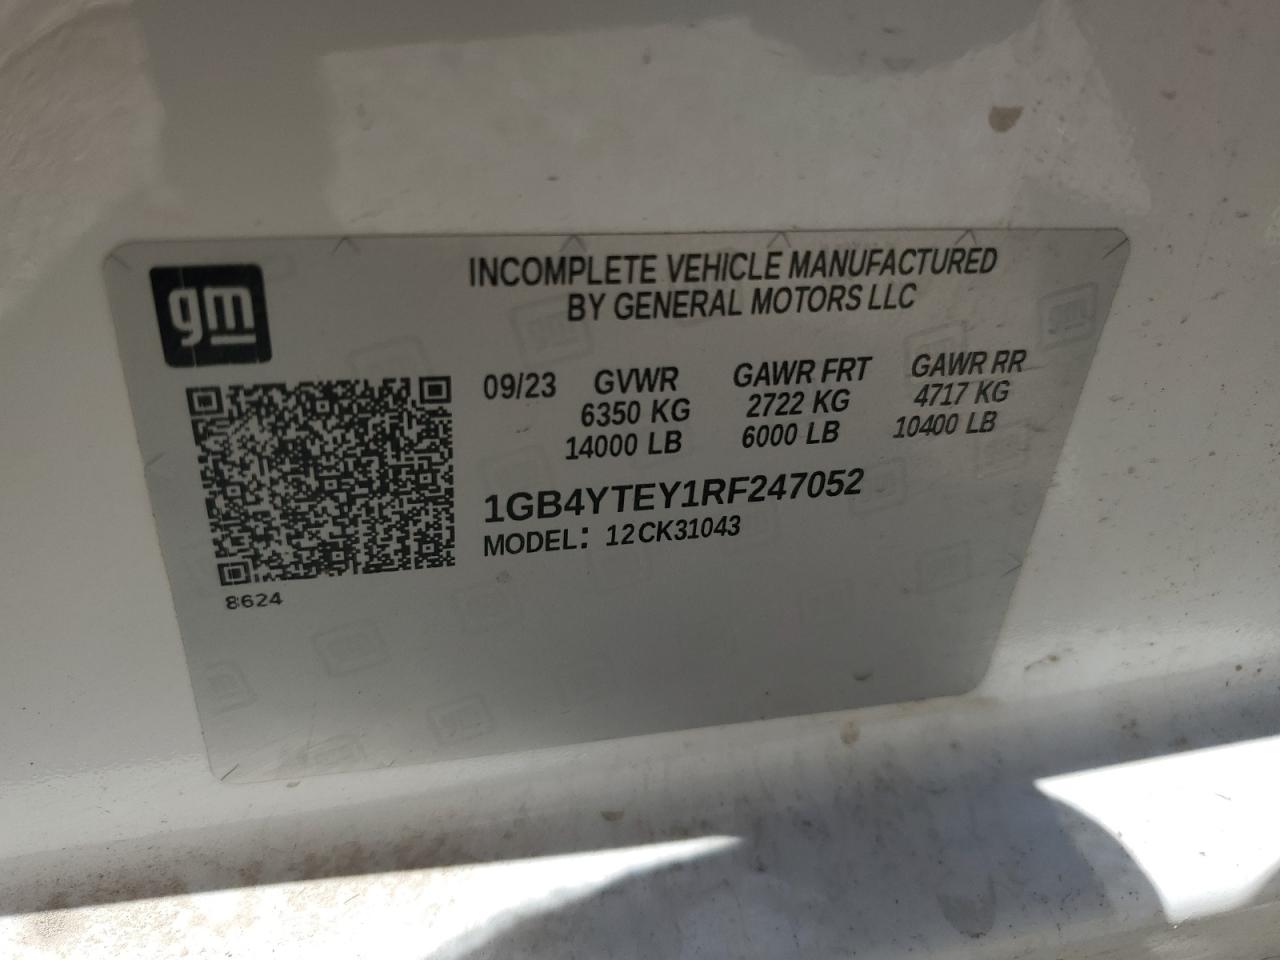 gm
INCOMPLETE VEHICLE MANUFACTURED
BY GENERAL MOTORS LLC
09/23 GVWR GAWR FRT GAWR RR
6350 KG 2722 KG 4717 KG
14000 LB 6000 LB 10400 LB
1GB4YTEY1RF247052
MODEL: 12CK31043
8624